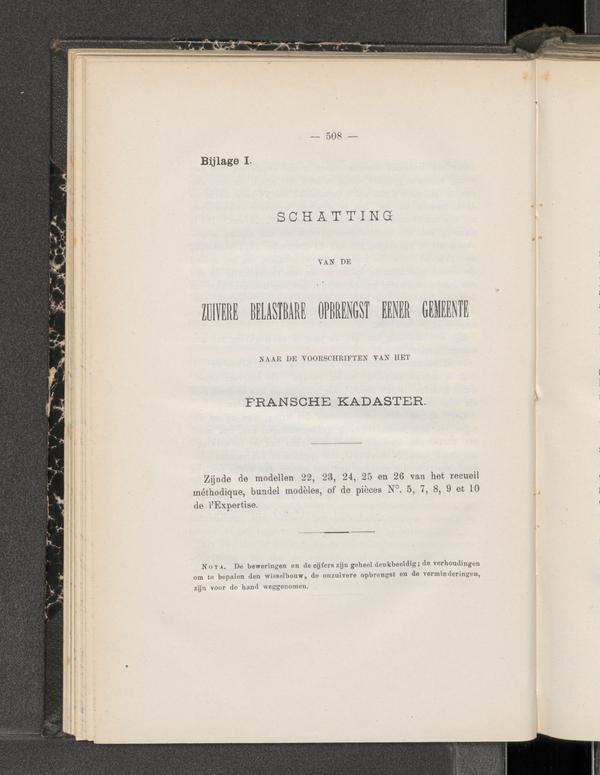 — 508 —
Bijlage I.
SCHATTING
VAN DE
ZUIVERE BELASTBARE OPBRENGST EENER GEMEENTE
NAAR DE VOORSCHRIFTEN VAN HET
FRANSCHE KADASTER.
Zijnde de modellen 22, 23, 24, 25 en 26 van het recueil
méthodique, bundel modèles, of de pièces N°. 5, 7, 8, 9 et 10
de l'Expertise.
NOTA. De beweringen en de cijfers zijn geheel denkbeeldig; de verhoudingen
om te bepalen den wisselbouw, de onzuivere opbrengst en de verminderingen,
zijn voor de hand weggenomen.